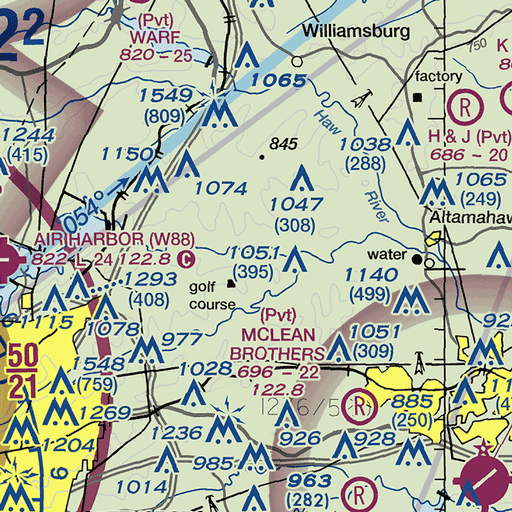 2²
(Pvt)
WARF
820 - 25
Williamsburg
1065
750
factory
K
1549
(809)
R
Haw
845
1244
(415)
1150
1038
(288)
H & J (Pvt)
686 - 20
1074
1047
(308)
River
1065
(249)
054°
Altamahaw
AIR HARBOR (W88)
822 L 24 122.8 C
1051
(395)
water
1293
(408)
golf
course
1140
(499)
1115
1078
(Pvt)
MCLEAN
BROTHERS
696 - 22
122.8
977
1051
(309)
50
21
1548
(759)
1028
1269
R
885
(250)
1204
1236
926
928
985
1014
963
(282)
R